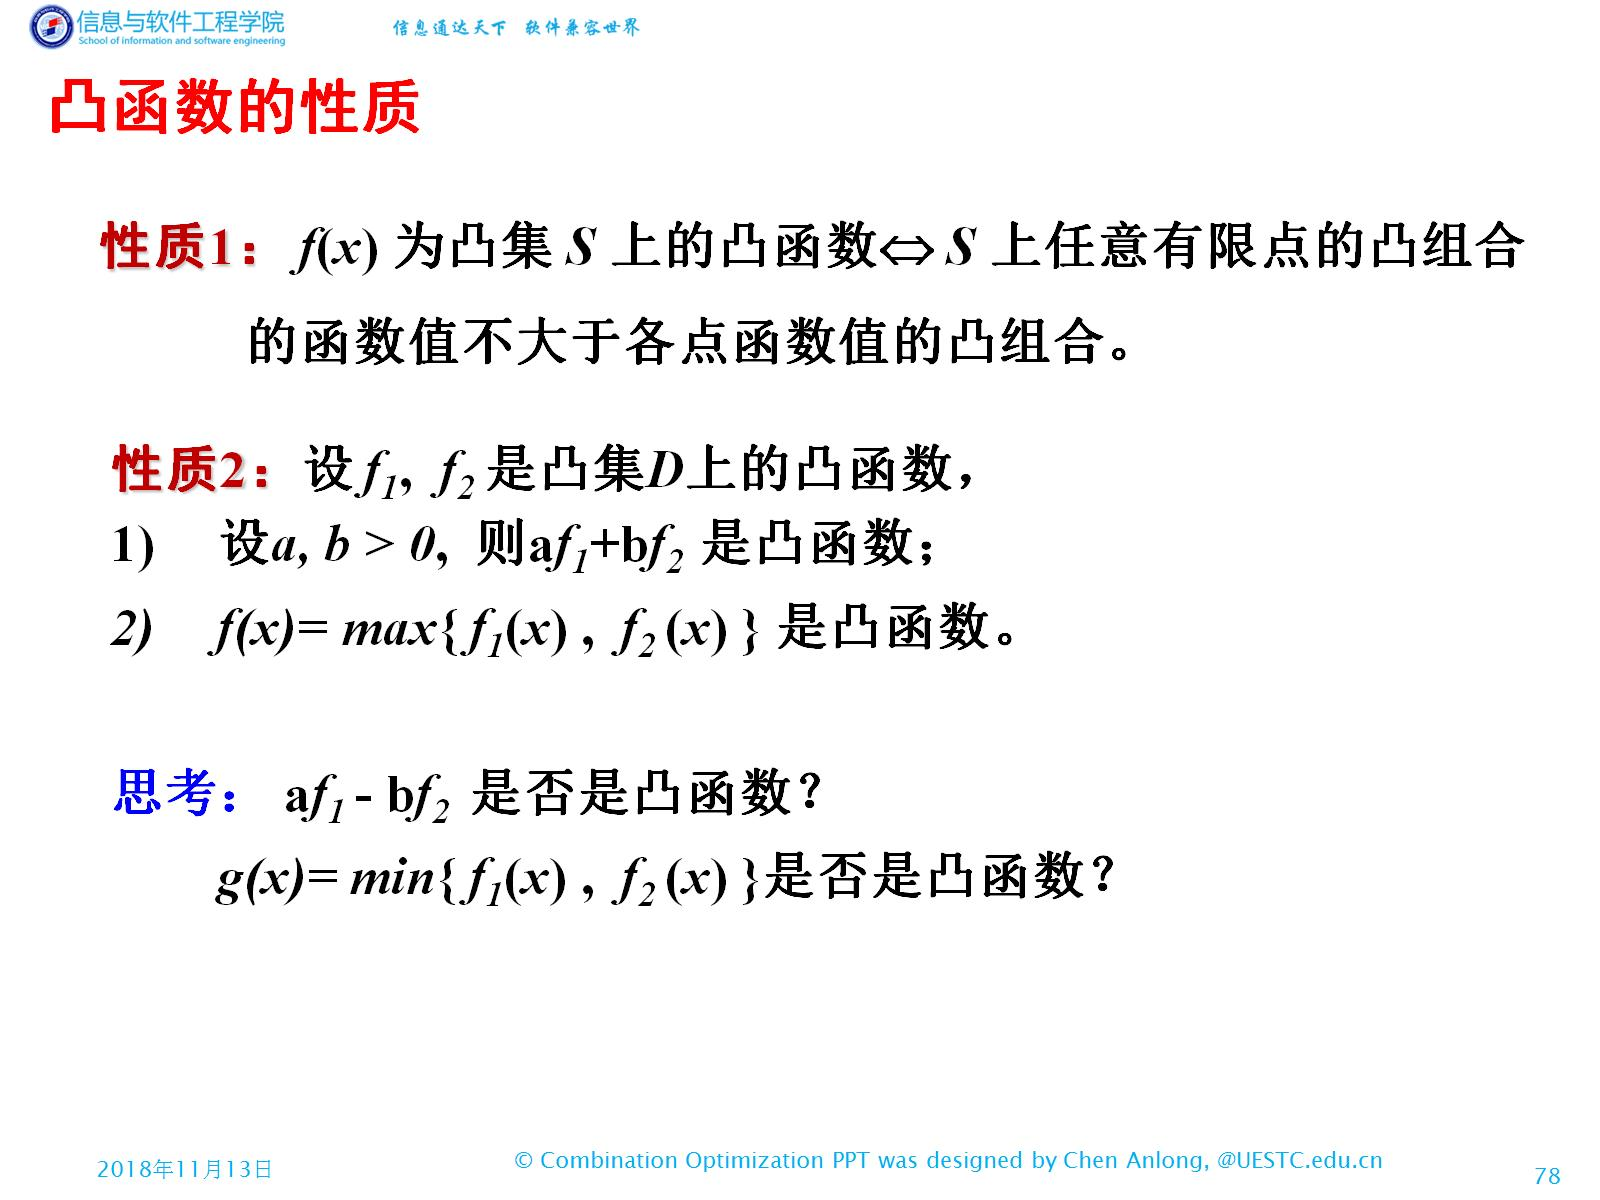 信息与软件工程学院
School of information and software engineering
信息通达天下 软件兼容世界
凸函数的性质
性质1： f(x) 为凸集 S 上的凸函数⇔ S 上任意有限点的凸组合
的函数值不大于各点函数值的凸组合。
性质2：设 f1, f2 是凸集D上的凸函数，
1) 设a, b > 0, 则af1+bf2 是凸函数；
2) f(x)= max{ f1(x) , f2 (x) } 是凸函数。
思考： af1 - bf2 是否是凸函数？
g(x)= min{ f1(x) , f2 (x) }是否是凸函数？
2018年11月13日
© Combination Optimization PPT was designed by Chen Anlong, @UESTC.edu.cn
78